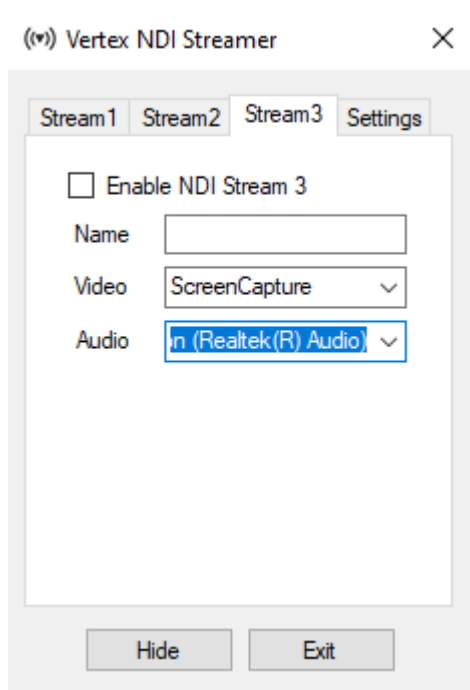 Vertex NDI Streamer
Stream1 Stream2 Stream3 Settings
Enable NDI Stream 3
Name
Video ScreenCapture
Audio (Realtek(R) Audio)
Hide Exit